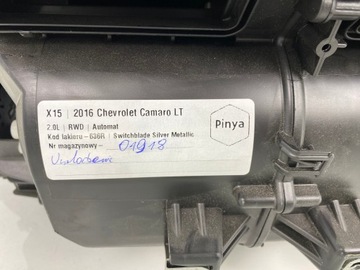 X15 | 2016 Chevrolet Camaro LT
2.0L | RWD | Automat
Kod lakieru - 636R | Switchblade Silver Metallic
Nr magazynowy - 01918
Pinya